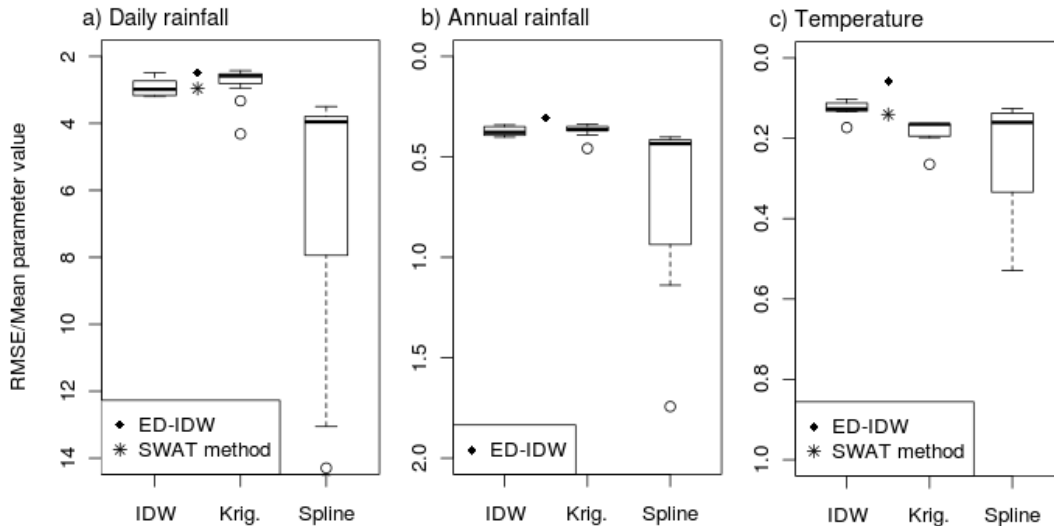 a) Daily rainfall
b) Annual rainfall
c) Temperature
RMSE/Mean parameter value
2
4
6
8
10
12
14
ED-IDW
SWAT method
IDW Krig. Spline
0.0
0.5
1.0
1.5
2.0
ED-IDW
IDW Krig. Spline
0.0
0.2
0.4
0.6
0.8
1.0
ED-IDW
SWAT method
IDW Krig. Spline